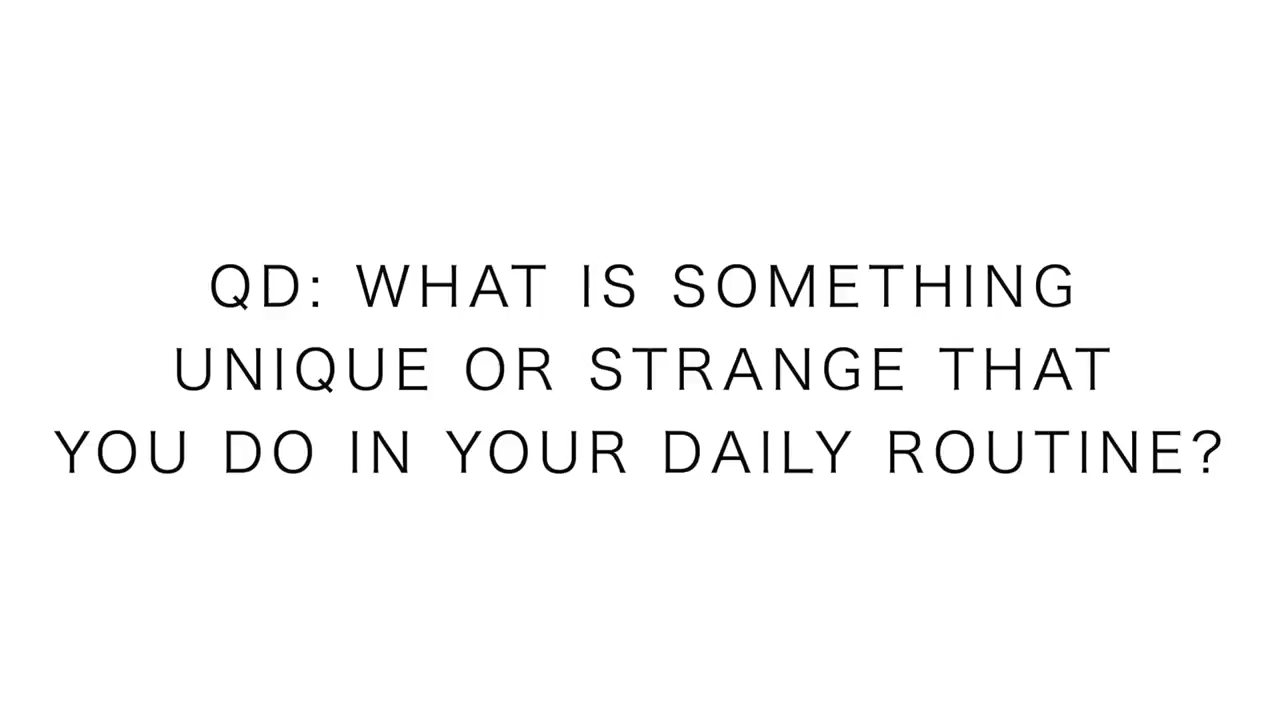 QD: WHAT IS SOMETHING
UNIQUE OR STRANGE THAT
YOU DO IN YOUR DAILY ROUTINE?